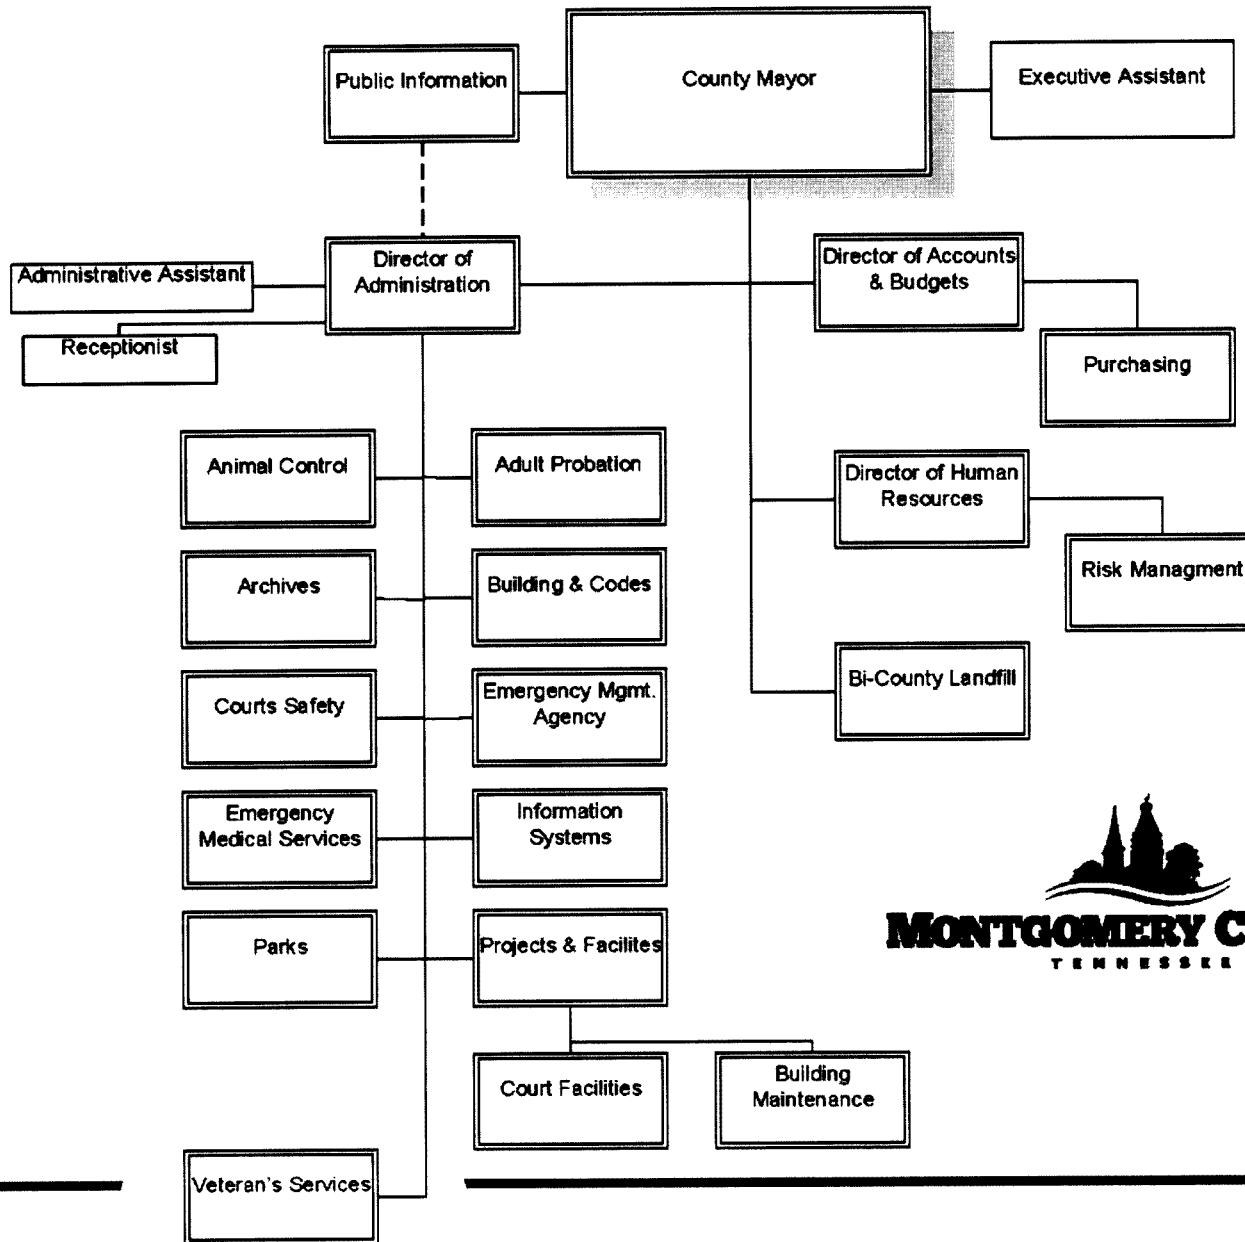 Public Information
County Mayor
Executive Assistant
Director of
Administration
Administrative Assistant
Receptionist
Director of Accounts
& Budgets
Purchasing
Animal Control
Adult Probation
Director of Human
Resources
Risk Managment
Archives
Building & Codes
Courts Safety
Emergency Mgmt.
Agency
Bi-County Landfill
Emergency
Medical Services
Information
Systems
Parks
Projects & Facilites
MONTGOMERY C
TENNESSEE
Court Facilities
Building
Maintenance
Veteran's Services